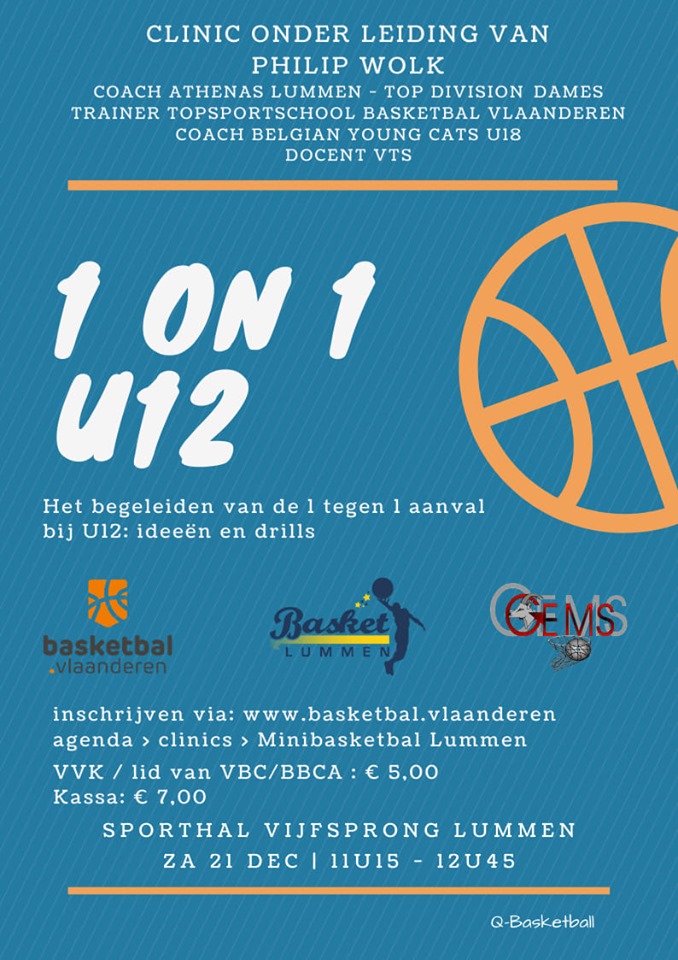 CLINIC ONDER LEIDING VAN
PHILIP WOLK
COACH ATHENAS LUMMEN - TOP DIVISION DAMES
TRAINER TOPSPORTSCHOOL BASKETBAL VLAANDEREN
COACH BELGIAN YOUNG CATS U18
DOCENT VTS
1 ON 1
U12
Het begeleiden van de 1 tegen 1 aanval
bij U12: ideeën en drills
basketbal
.vlaanderen
Basket
LUMMEN
GEMS
inschrijven via: www.basketbal.vlaanderen
agenda > clinics > Minibasketbal Lummen
VVK / lid van VBC/BBCA : € 5,00
Kassa: € 7,00
SPORTHAL VIJFSPRONG LUMMEN
ZA 21 DEC | 11U15 - 12U45
Q-Basketball